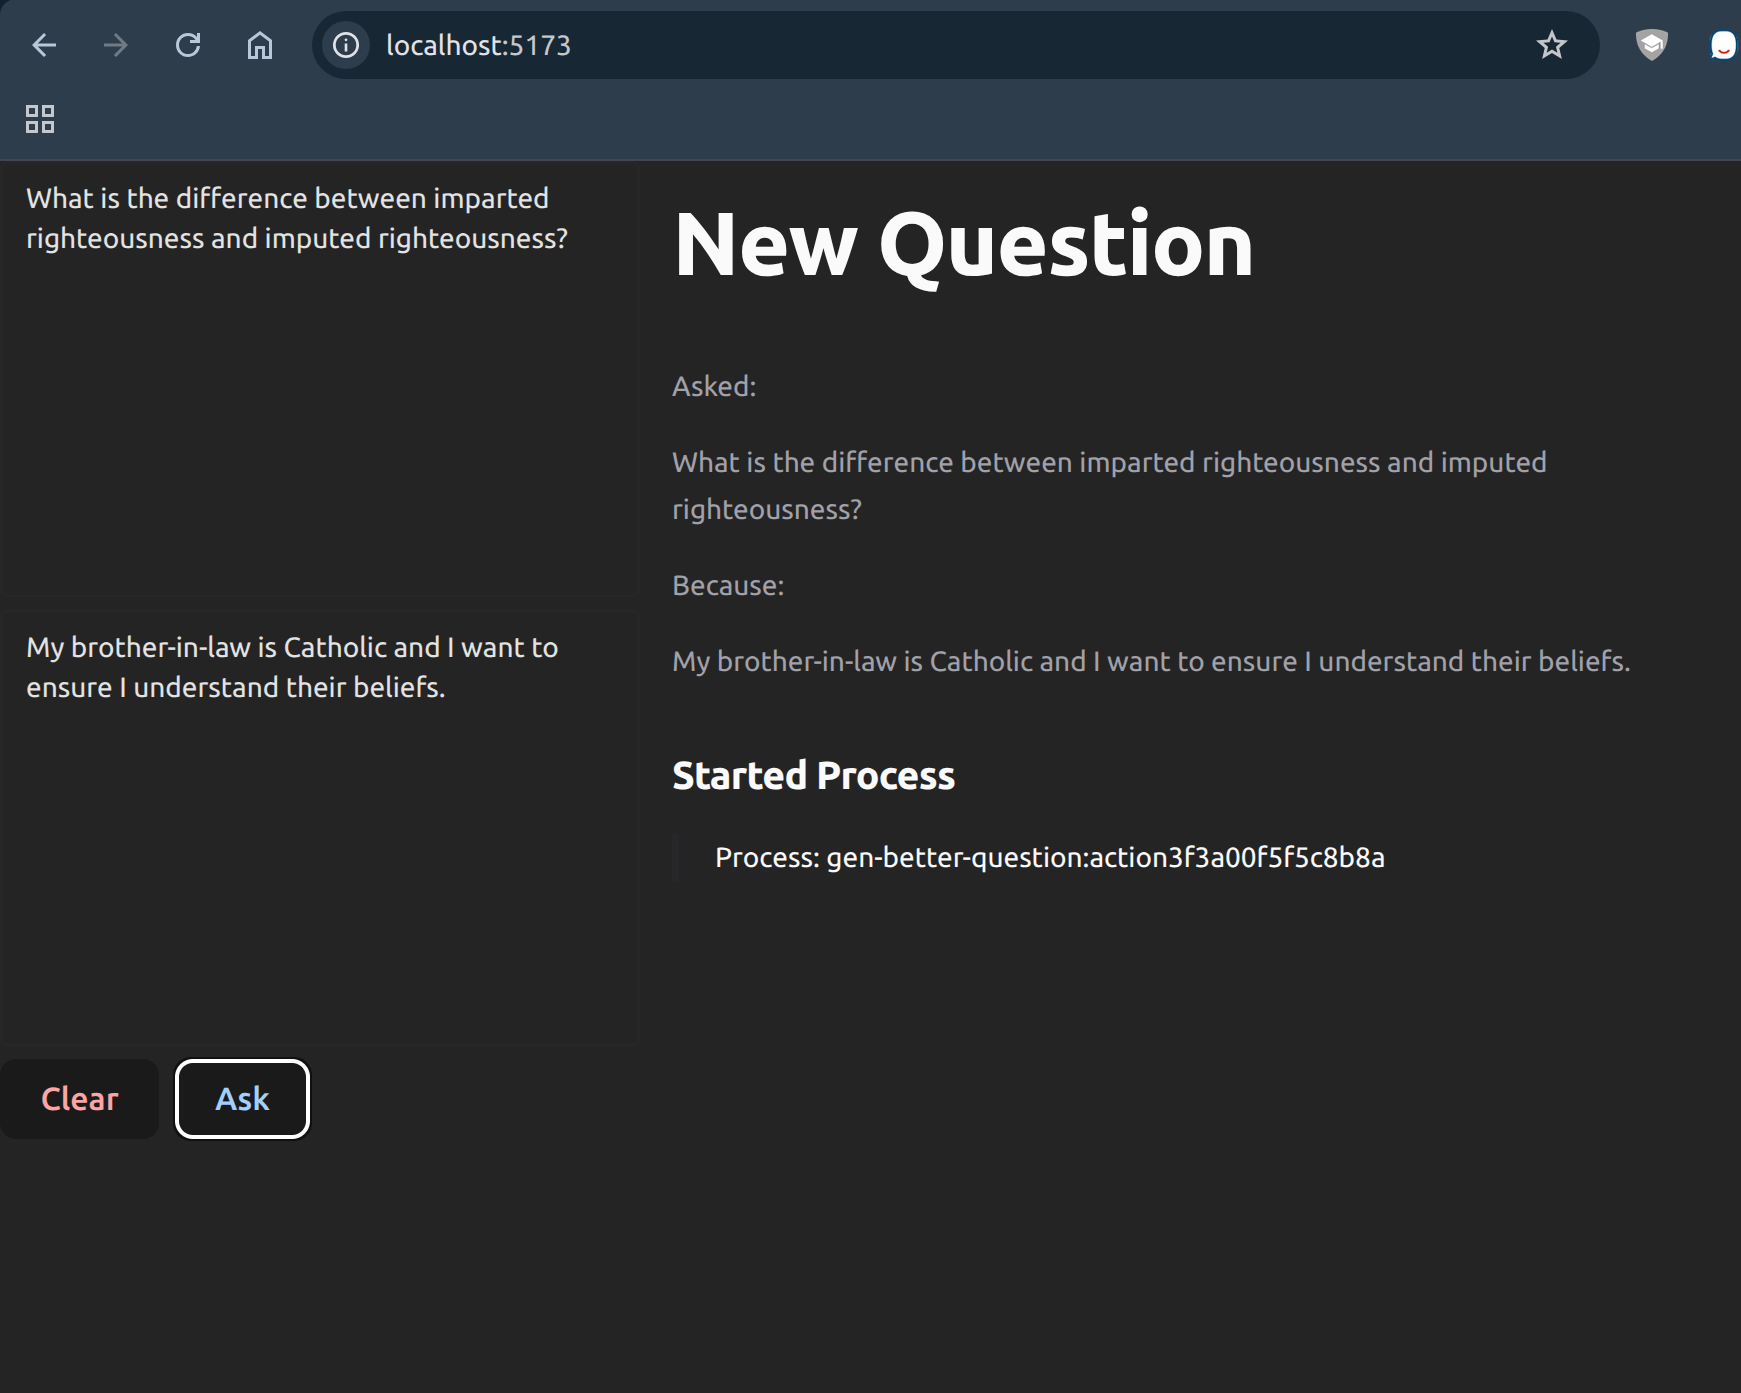 localhost:5173
What is the difference between imparted
righteousness and imputed righteousness?
My brother-in-law is Catholic and I want to
ensure I understand their beliefs.
Clear
Ask
New Question
Asked:
What is the difference between imparted righteousness and imputed
righteousness?
Because:
My brother-in-law is Catholic and I want to ensure I understand their beliefs.
Started Process
Process: gen-better-question:action3f3a00f5f5c8b8a